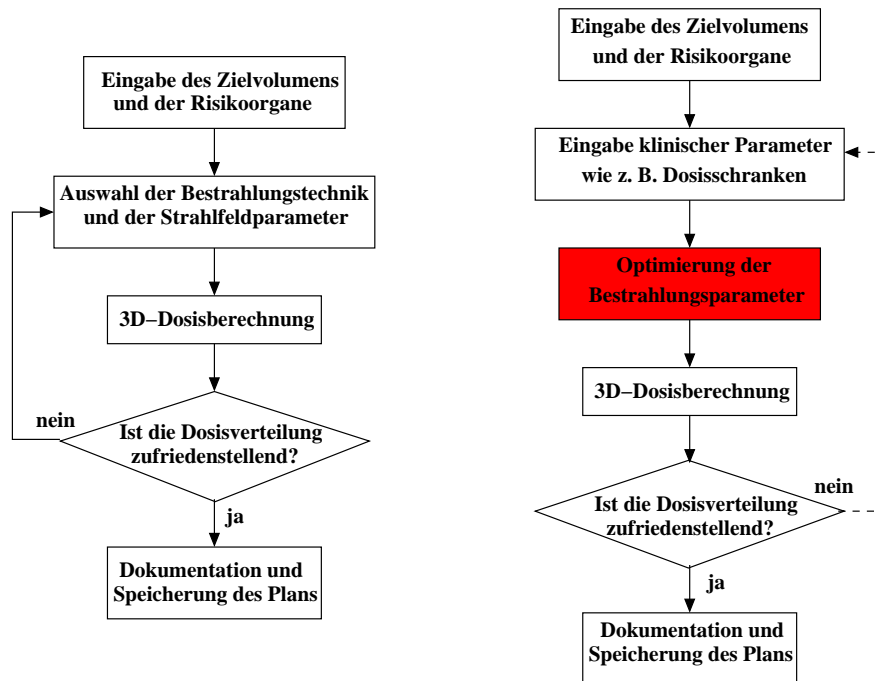 Eingabe des Zielvolumens
und der Risikoorgane
Auswahl der Bestrahlungstechnik
und der Strahlfeldparameter
3D−Dosisberechnung
nein
Ist die Dosisverteilung
zufriedenstellend?
ja
Dokumentation und
Speicherung des Plans
Eingabe des Zielvolumens
und der Risikoorgane
Eingabe klinischer Parameter
wie z. B. Dosisschranken
Optimierung der
Bestrahlungsparameter
3D−Dosisberechnung
nein
Ist die Dosisverteilung
zufriedenstellend?
ja
Dokumentation und
Speicherung des Plans